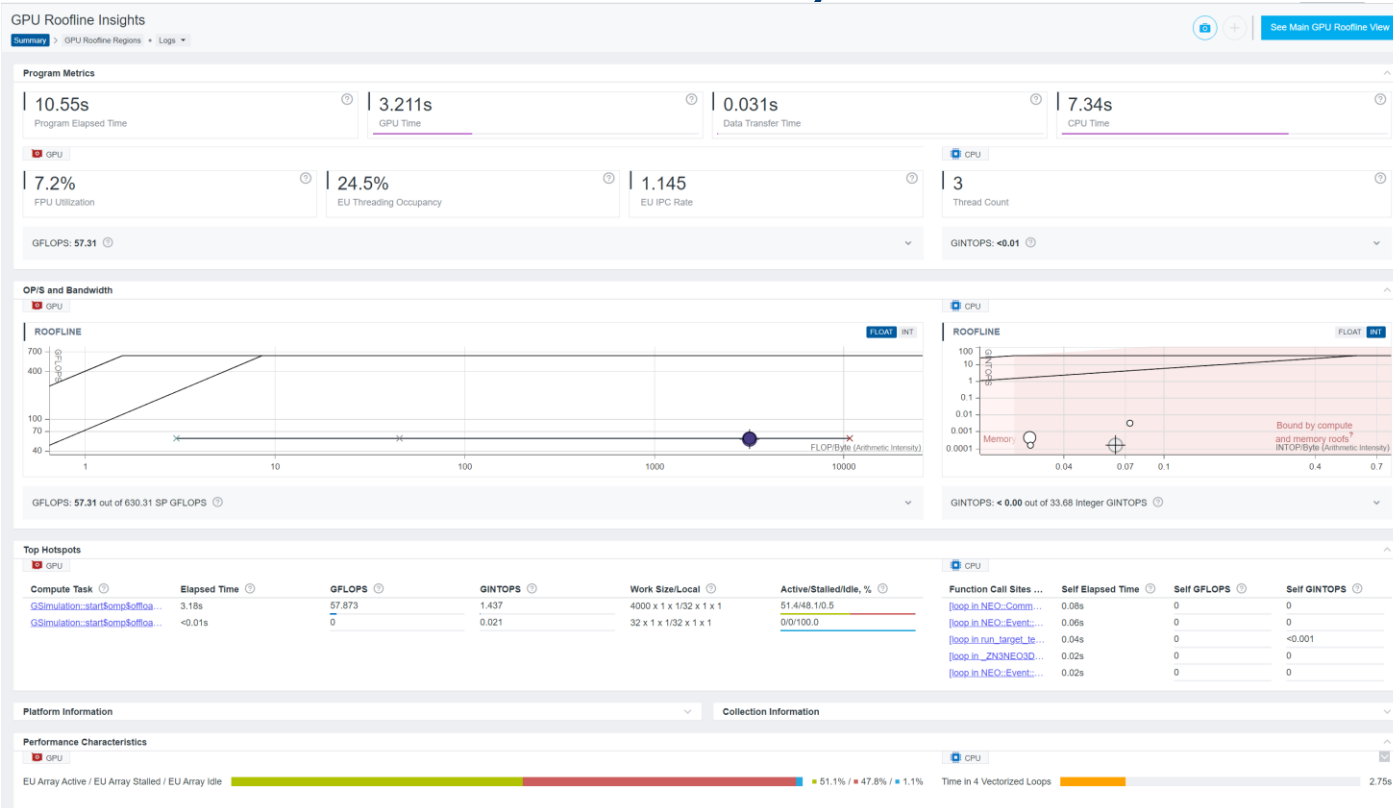 GPU Roofline Insights
Summary > GPU Roofline Regions • Logs
See Main GPU Roofline View
Program Metrics
10.55s
Program Elapsed Time
3.211s
GPU Time
0.031s
Data Transfer Time
7.34s
CPU Time
GPU
CPU
7.2%
FPU Utilization
24.5%
EU Threading Occupancy
1.145
EU IPC Rate
3
Thread Count
GFLOPS: 57.31
GINTOPS: <0.01
OP/S and Bandwidth
GPU
CPU
ROOFLINE
FLOAT INT
700
400
100
70
40
GFLOPS
FLOP/Byte (Arithmetic Intensity)
1 10 100 1000 10000
ROOFLINE
FLOAT INT
100
10
1
0.1
0.01
0.001
0.0001
GINTOPS
Memory
Bound by compute
and memory roofs?
INTOP/Byte (Arithmetic Intensity)
0.04 0.07 0.1 0.4 0.7
GFLOPS: 57.31 out of 630.31 SP GFLOPS
GINTOPS: < 0.00 out of 33.68 Integer GINTOPS
Top Hotspots
GPU
Compute Task Elapsed Time GFLOPS GINTOPS Work Size/Local Active/Stalled/Idle, %
GSimulation::start$omp$offloa... 3.18s 57.873 1.437 4000 x 1 x 1/32 x 1 x 1 51.4/48.1/0.5
GSimulation::start$omp$offloa... <0.01s 0 0.021 32 x 1 x 1/32 x 1 x 1 0/0/100.0
CPU
Function Call Sites ... Self Elapsed Time Self GFLOPS Self GINTOPS
[loop in NEO::Comm... 0.08s 0 0
[loop in NEO::Event::... 0.06s 0 0
[loop in run_target_te... 0.04s 0 <0.001
[loop in _ZN3NEO3D... 0.02s 0 0
[loop in NEO::Event::... 0.02s 0 0
Platform Information
Collection Information
Performance Characteristics
GPU
CPU
EU Array Active / EU Array Stalled / EU Array Idle 51.1% / 47.8% / 1.1%
Time in 4 Vectorized Loops 2.75s